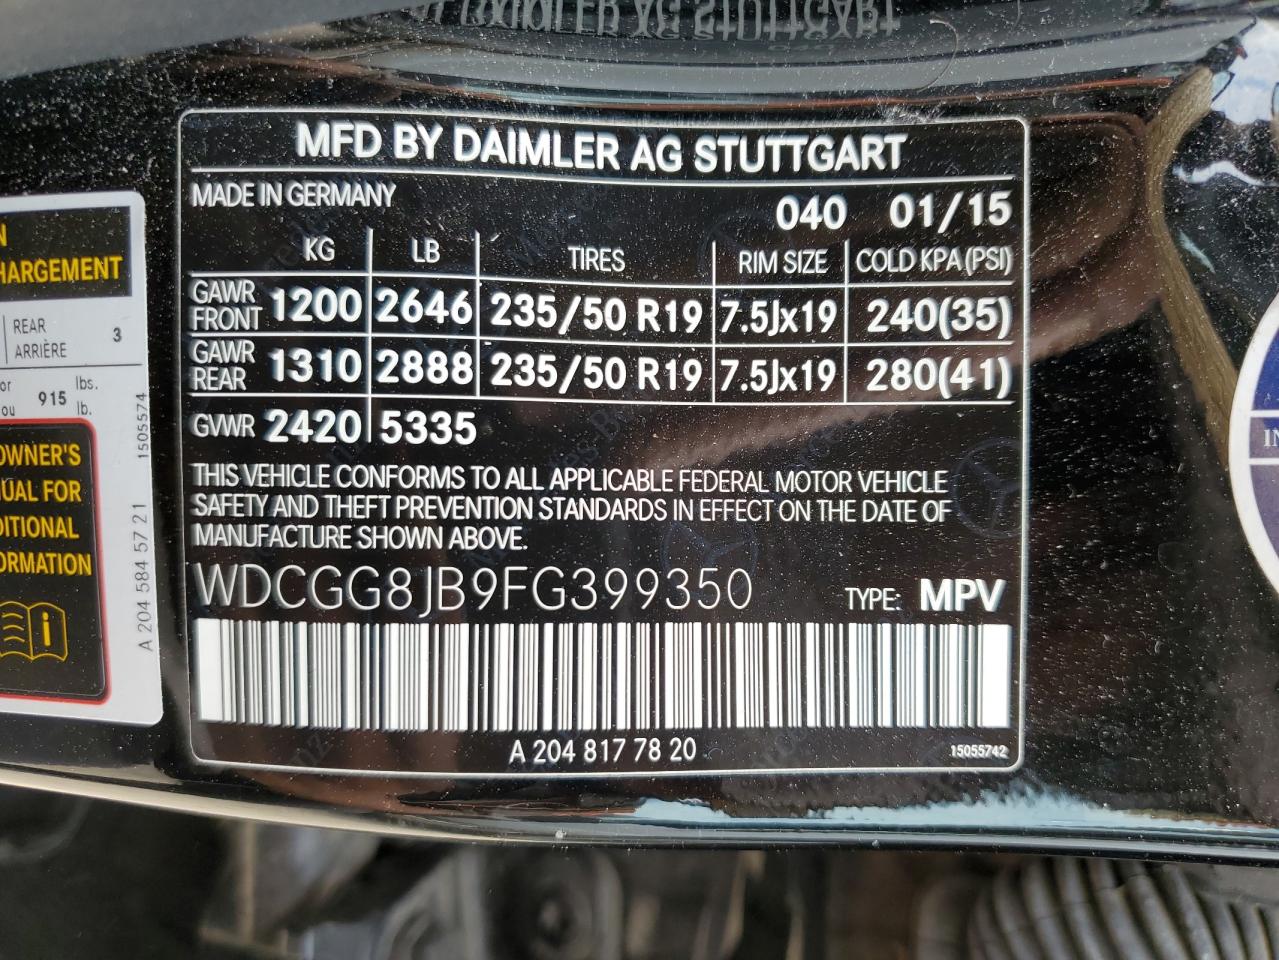 MFD BY DAIMLER AG STUTTGART
MADE IN GERMANY 040 01/15
KG LB TIRES RIM SIZE COLD KPA(PSI)
GAWR FRONT 1200 2646 235/50 R19 7.5Jx19 240(35)
GAWR REAR 1310 2888 235/50 R19 7.5Jx19 280(41)
GVWR 2420 5335
THIS VEHICLE CONFORMS TO ALL APPLICABLE FEDERAL MOTOR VEHICLE
SAFETY AND THEFT PREVENTION STANDARDS IN EFFECT ON THE DATE OF
MANUFACTURE SHOWN ABOVE.
WDCGG8JB9FG399350 TYPE: MPV
A 204 817 78 20 15055742
REAR 3
ARRIÈRE
915 lbs.
lb.
1505574
A 204 584 57 21
OWNER'S
FOR